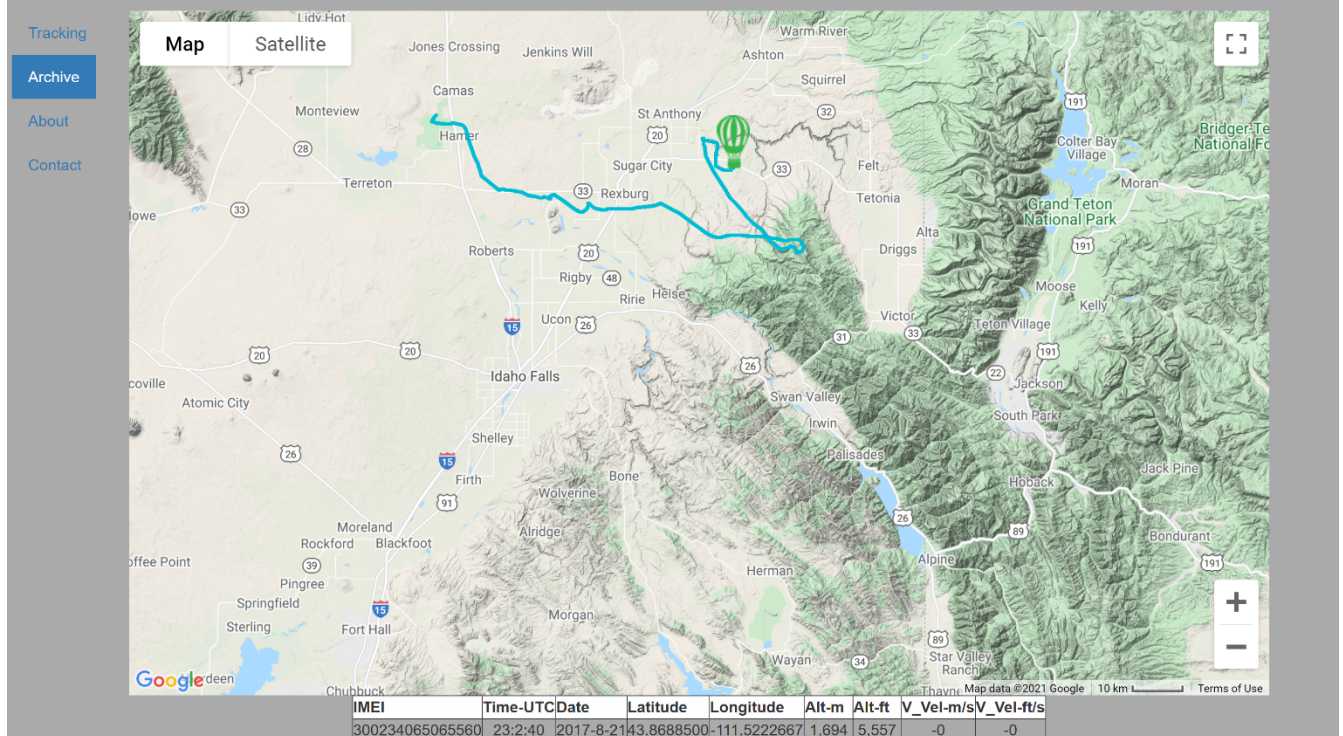 Tracking
Archive
About
Contact
Map Satellite
Lidy Hot
Warm River
Jones Crossing
Jenkins Will
Ashton
Squirrel
191
Camas
Monteview
St Anthony
32
Hamer
20
Colter Bay
Village
Bridger-Te
National Fo
28
Sugar City
33
Felt
Terreton
33
Rexburg
Tetonia
Moran
lowe
33
Grand Teton
National Park
Alta
Roberts
20
Driggs
191
Rigby
48
Ririe
Heise
Moose
Kelly
15
Ucon
26
Victor
33
Teton Village
31
20
20
26
191
22
Idaho Falls
coville
Jackson
Atomic City
Swan Valley
South Park
Irwin
Shelley
26
15
Palisades
Jack Pine
Firth
Bone
Hoback
91
Wolverine
26
Moreland
Alridge
89
Rockford
Blackfoot
Bondurant
offee Point
39
Herman
Alpine
191
Pingree
Springfield
15
Morgan
Sterling
Fort Hall
89
Wayan
34
Star Valley
Ranch
Google
rdeen
Chubbuck
Thayne
Map data ©2021 Google 10 km Terms of Use
IMEI Time-UTC Date Latitude Longitude Alt-m Alt-ft V_Vel-m/s V_Vel-ft/s
300234065065560 23:2:40 2017-8-21 43.8688500 -111.5222667 1,694 5,557 -0 -0